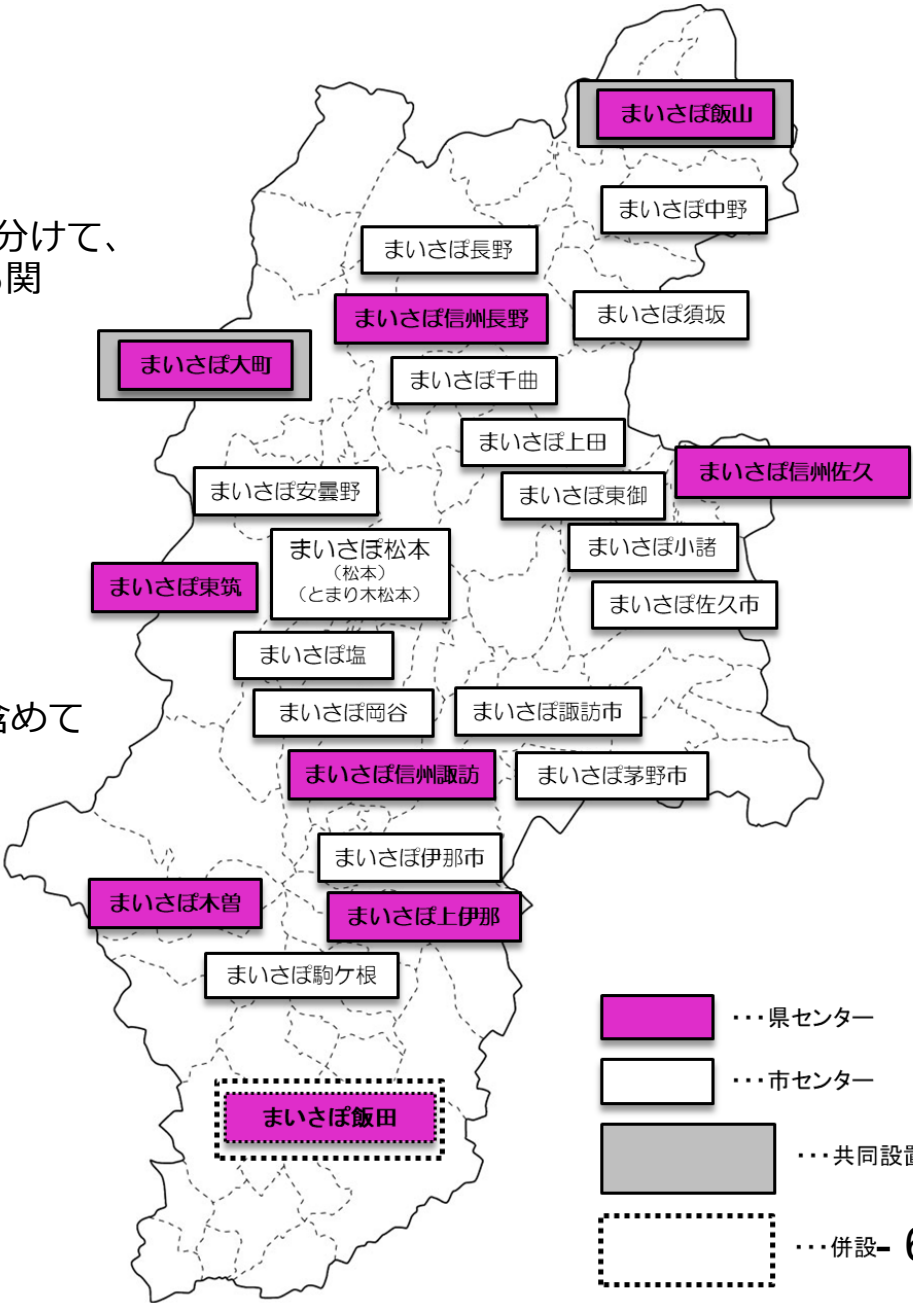 まいさぽ飯山
まいさぽ中野
分けて、
まいさぽ長野
関
まいさぽ信州長野
まいさぽ須坂
まいさぽ大町
まいさぽ千曲
まいさぽ上田
まいさぽ信州佐久
まいさぽ安曇野
まいさぽ東御
まいさぽ松本
（松本）
（とまり木松本）
まいさぽ小諸
まいさぽ東筑
まいさぽ佐久市
まいさぽ塩
含めて
まいさぽ岡谷
まいさぽ諏訪市
まいさぽ信州諏訪
まいさぽ茅野市
まいさぽ伊那市
まいさぽ木曽
まいさぽ上伊那
まいさぽ駒ケ根
･･･県センター
･･･市センター
まいさぽ飯田
･･･共同設置
･･･併設
- 6